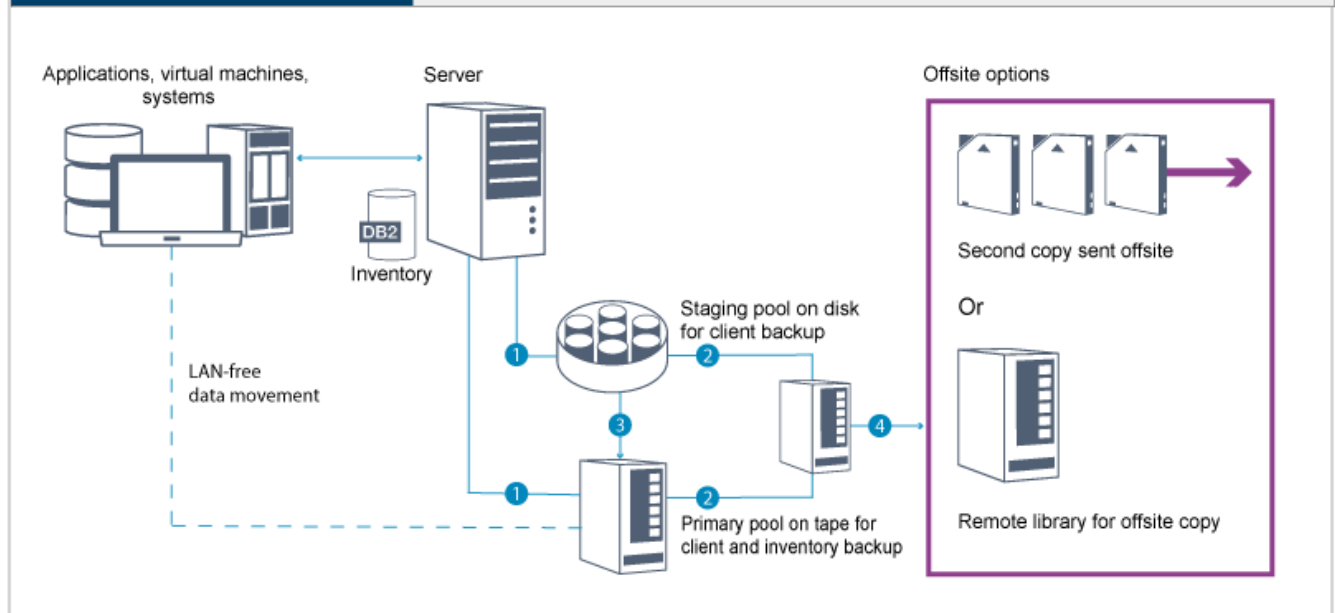 Applications, virtual machines,
systems
Server
Offsite options
DB2
Inventory
Second copy sent offsite
Staging pool on disk
for client backup
Or
1
2
LAN-free
data movement
3
4
1
2
Primary pool on tape for
client and inventory backup
Remote library for offsite copy